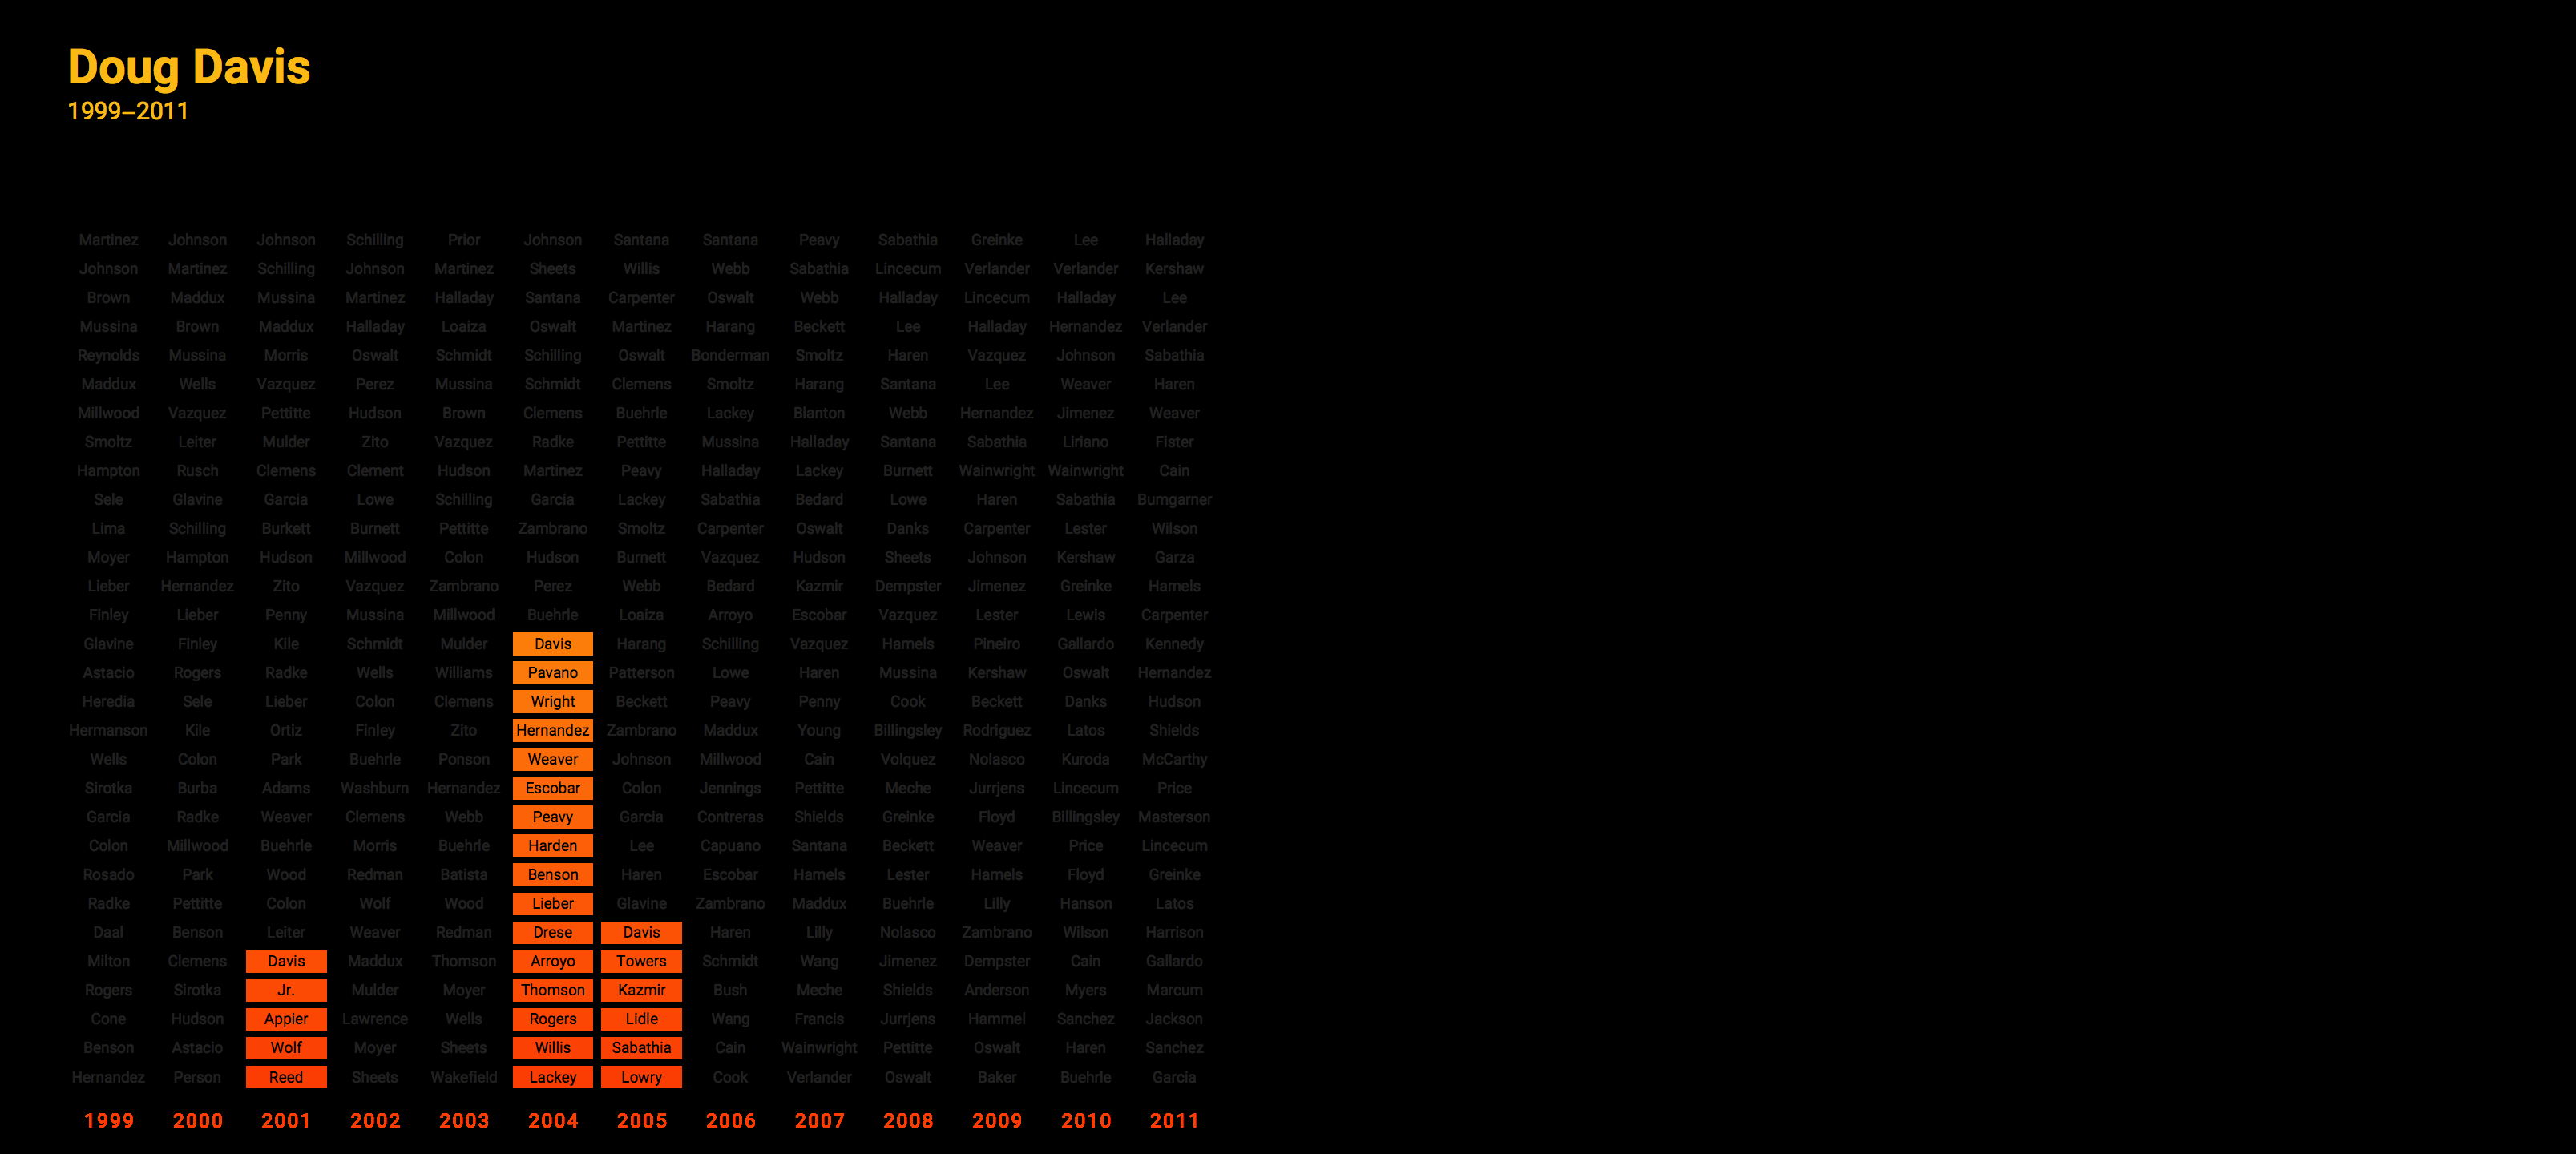 Doug Davis
1999–2011
Martinez Johnson Johnson Schilling Prior Johnson Santana Santana Peavy Sabathia Greinke Lee Halladay
Johnson Martinez Schilling Johnson Martinez Sheets Willis Webb Sabathia Lincecum Verlander Verlander Kershaw
Brown Maddux Mussina Martinez Halladay Santana Carpenter Oswalt Webb Halladay Lincecum Halladay Lee
Mussina Brown Maddux Halladay Loaiza Oswalt Martinez Harang Beckett Lee Halladay Hernandez Verlander
Reynolds Mussina Morris Oswalt Schmidt Schilling Oswalt Bonderman Smoltz Haren Vazquez Johnson Sabathia
Maddux Wells Vazquez Perez Mussina Schmidt Clemens Smoltz Harang Santana Lee Weaver Haren
Millwood Vazquez Pettitte Hudson Brown Clemens Buehrle Lackey Blanton Webb Hernandez Jimenez Weaver
Smoltz Leiter Mulder Zito Vazquez Radke Pettitte Mussina Halladay Santana Sabathia Liriano Fister
Hampton Rusch Clemens Clement Hudson Martinez Peavy Halladay Lackey Burnett Wainwright Wainwright Cain
Sele Glavine Garcia Lowe Schilling Garcia Lackey Sabathia Bedard Lowe Haren Sabathia Bumgarner
Lima Schilling Burkett Burnett Pettitte Zambrano Smoltz Carpenter Oswalt Danks Carpenter Lester Wilson
Moyer Hampton Hudson Millwood Colon Hudson Burnett Vazquez Hudson Sheets Johnson Kershaw Garza
Lieber Hernandez Zito Vazquez Zambrano Perez Webb Bedard Kazmir Dempster Jimenez Greinke Hamels
Finley Lieber Penny Mussina Millwood Buehrle Loaiza Arroyo Escobar Vazquez Lester Lewis Carpenter
Glavine Finley Kile Schmidt Mulder Davis Harang Schilling Vazquez Hamels Pineiro Gallardo Kennedy
Astacio Rogers Radke Wells Williams Pavano Patterson Lowe Haren Mussina Kershaw Oswalt Hernandez
Heredia Sele Lieber Colon Clemens Wright Beckett Peavy Penny Cook Beckett Danks Hudson
Hermanson Kile Ortiz Finley Zito Hernandez Zambrano Maddux Young Billingsley Rodriguez Latos Shields
Wells Colon Park Buehrle Ponson Weaver Johnson Millwood Cain Volquez Nolasco Kuroda McCarthy
Sirotka Burba Adams Washburn Hernandez Escobar Colon Jennings Pettitte Meche Jurrjens Lincecum Price
Garcia Radke Weaver Clemens Webb Peavy Garcia Contreras Shields Greinke Floyd Billingsley Masterson
Colon Millwood Buehrle Morris Buehrle Harden Lee Capuano Santana Beckett Weaver Price Lincecum
Rosado Park Wood Redman Batista Benson Haren Escobar Hamels Lester Hamels Floyd Greinke
Radke Pettitte Colon Wolf Wood Lieber Glavine Zambrano Maddux Buehrle Lilly Hanson Latos
Daal Benson Leiter Weaver Redman Drese Davis Haren Lilly Nolasco Zambrano Wilson Harrison
Milton Clemens Davis Maddux Thomson Arroyo Towers Schmidt Wang Jimenez Dempster Cain Gallardo
Rogers Sirotka Jr. Mulder Moyer Thomson Kazmir Bush Meche Shields Anderson Myers Marcum
Cone Hudson Appier Lawrence Wells Rogers Lidle Wang Francis Jurrjens Hammel Sanchez Jackson
Benson Astacio Wolf Moyer Sheets Willis Sabathia Cain Wainwright Pettitte Oswalt Haren Sanchez
Hernandez Person Reed Sheets Wakefield Lackey Lowry Cook Verlander Oswalt Baker Buehrle Garcia
1999 2000 2001 2002 2003 2004 2005 2006 2007 2008 2009 2010 2011